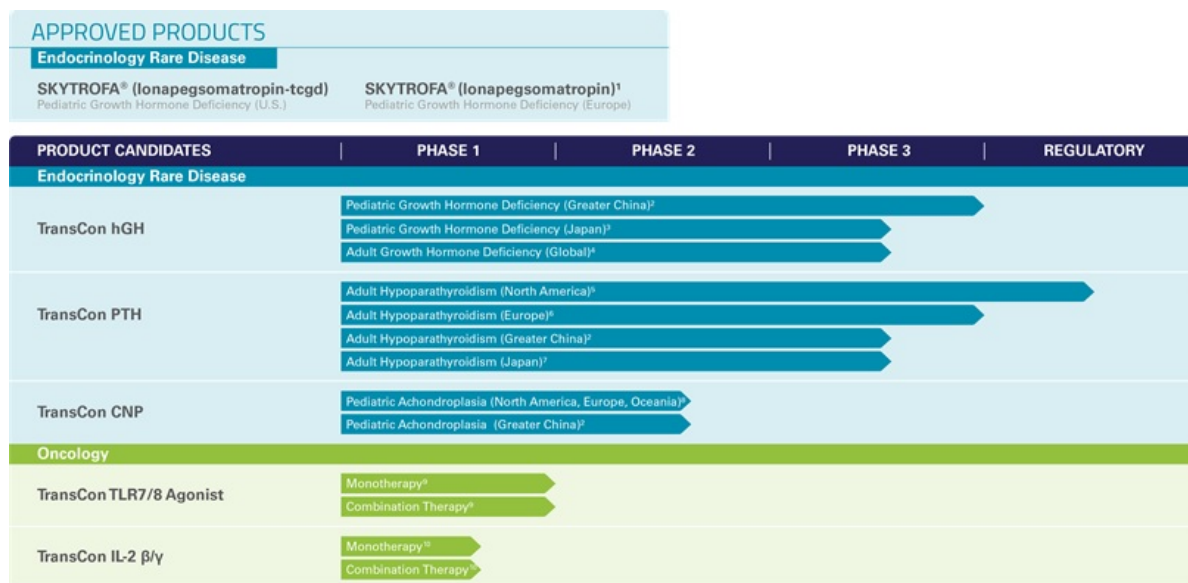 APPROVED PRODUCTS
Endocrinology Rare Disease
SKYTROFA® (lonapegsomatropin-tcgd)
Pediatric Growth Hormone Deficiency (U.S.)
SKYTROFA® (lonapegsomatropin)¹
Pediatric Growth Hormone Deficiency (Europe)
PRODUCT CANDIDATES | PHASE 1 | PHASE 2 | PHASE 3 | REGULATORY
Endocrinology Rare Disease
TransCon hGH
Pediatric Growth Hormone Deficiency (Greater China)²
Pediatric Growth Hormone Deficiency (Japan)³
Adult Growth Hormone Deficiency (Global)⁴
TransCon PTH
Adult Hypoparathyroidism (North America)⁵
Adult Hypoparathyroidism (Europe)⁶
Adult Hypoparathyroidism (Greater China)²
Adult Hypoparathyroidism (Japan)⁷
TransCon CNP
Pediatric Achondroplasia (North America, Europe, Oceania)⁸
Pediatric Achondroplasia (Greater China)²
Oncology
TransCon TLR7/8 Agonist
Monotherapy⁹
Combination Therapy⁹
TransCon IL-2 β/γ
Monotherapy¹⁰
Combination Therapy¹⁰